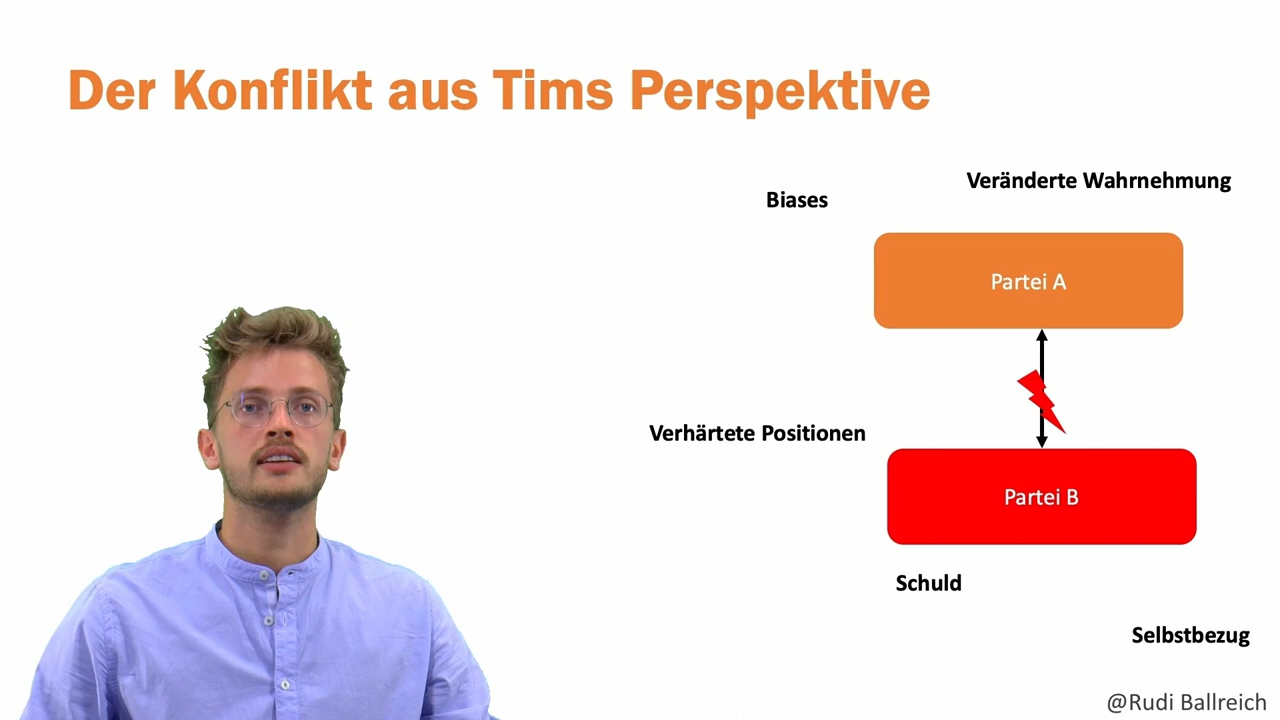 Der Konflikt aus Tims Perspektive
Veränderte Wahrnehmung
Biases
Partei A
Verhärtete Positionen
Partei B
Schuld
Selbstbezug
@Rudi Ballreich